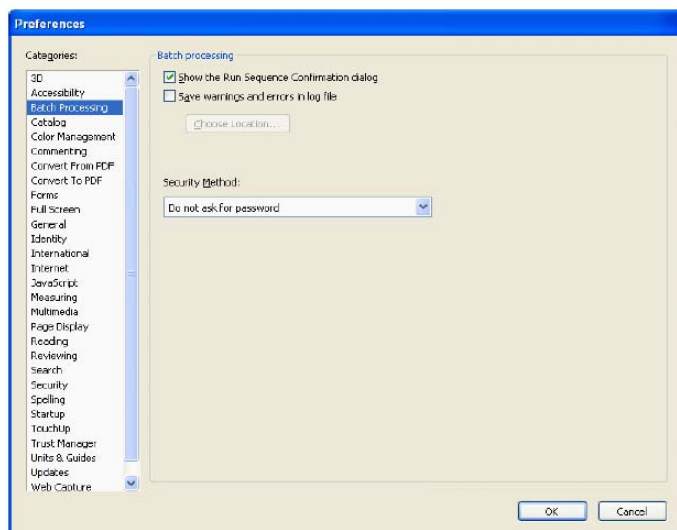 Preferences
Categories:
3D
Accessibility
Batch Processing
Catalog
Color Management
Commenting
Convert From PDF
Convert To PDF
Forms
Full Screen
General
Identity
International
Internet
JavaScript
Measuring
Multimedia
Page Display
Reading
Reviewing
Search
Security
Spelling
Startup
TouchUp
Trust Manager
Units & Guides
Updates
Web Capture
Batch processing
Show the Run Sequence Confirmation dialog
Save warnings and errors in log file
Choose Location...
Security Method:
Do not ask for password
OK
Cancel